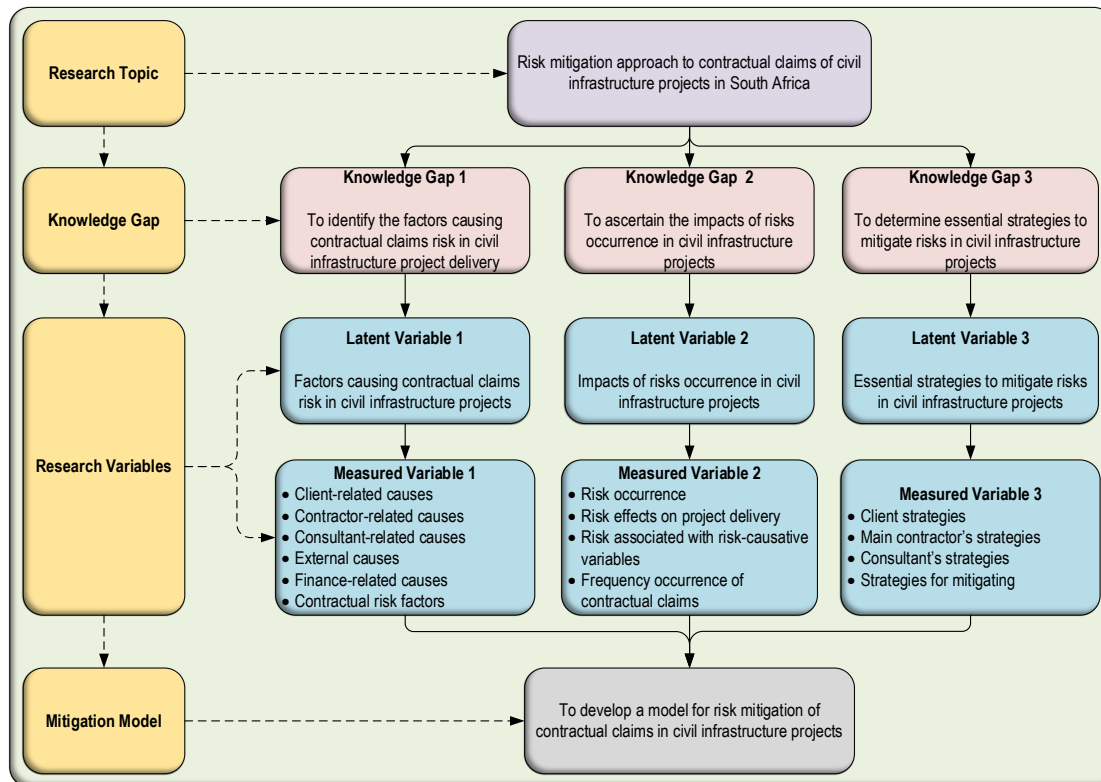 Research Topic
Risk mitigation approach to contractual claims of civil
infrastructure projects in South Africa
Knowledge Gap
Knowledge Gap 1
To identify the factors causing
contractual claims risk in civil
infrastructure project delivery
Knowledge Gap 2
To ascertain the impacts of risks
occurrence in civil infrastructure
projects
Knowledge Gap 3
To determine essential strategies to
mitigate risks in civil infrastructure
projects
Research Variables
Latent Variable 1
Factors causing contractual claims
risk in civil infrastructure projects
Latent Variable 2
Impacts of risks occurrence in civil
infrastructure projects
Latent Variable 3
Essential strategies to mitigate risks
in civil infrastructure projects
Measured Variable 1
• Client-related causes
• Contractor-related causes
• Consultant-related causes
• External causes
• Finance-related causes
• Contractual risk factors
Measured Variable 2
• Risk occurrence
• Risk effects on project delivery
• Risk associated with risk-causative
variables
• Frequency occurrence of
contractual claims
Measured Variable 3
• Client strategies
• Main contractor’s strategies
• Consultant’s strategies
• Strategies for mitigating
Mitigation Model
To develop a model for risk mitigation of
contractual claims in civil infrastructure projects